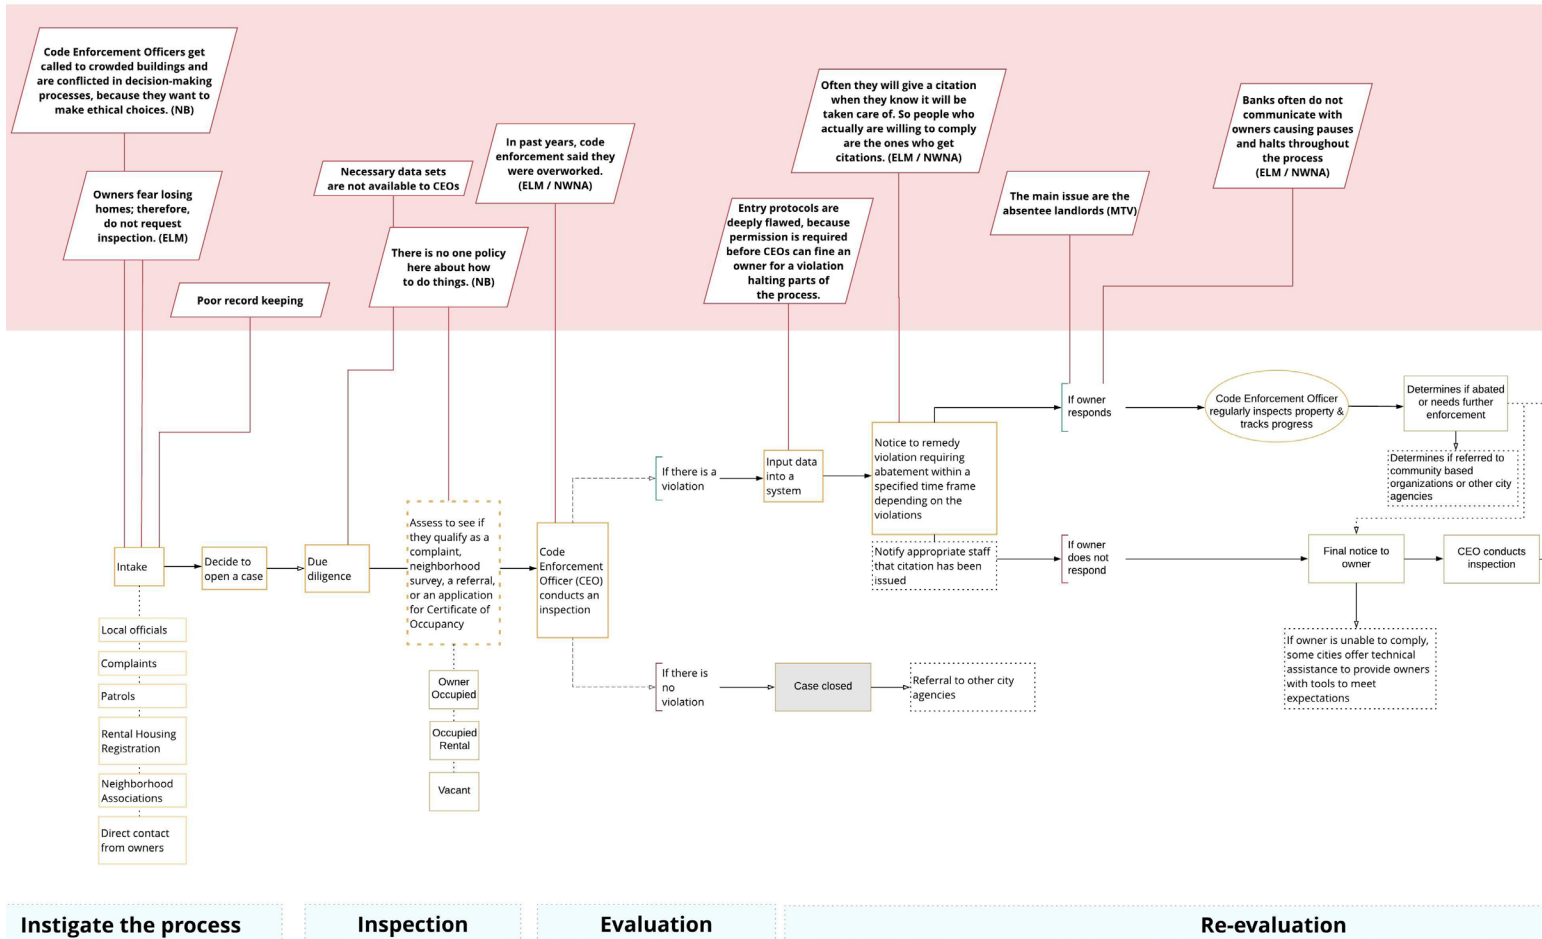 Code Enforcement Officers get
called to crowded buildings and
are conflicted in decision-making
processes, because they want to
make ethical choices. (NB)
Owners fear losing
homes; therefore,
do not request
inspection. (ELM)
Poor record keeping
Necessary data sets
are not available to CEOs
There is no one policy
here about how
to do things. (NB)
In past years, code
enforcement said they
were overworked.
(ELM / NWNA)
Entry protocols are
deeply flawed, because
permission is required
before CEOs can fine an
owner for a violation
halting parts of
the process.
Often they will give a citation
when they know it will be
taken care of. So people who
actually are willing to comply
are the ones who get
citations. (ELM / NWNA)
The main issue are the
absentee landlords (MTV)
Banks often do not
communicate with
owners causing pauses
and halts throughout
the process
(ELM / NWNA)
Intake
Decide to
open a case
Due
diligence
Assess to see if
they qualify as a
complaint,
neighborhood
survey, a referral,
or an application
for Certificate of
Occupancy
Code
Enforcement
Officer (CEO)
conducts an
inspection
If there is a
violation
Input data
into a
system
Notice to remedy
violation requiring
abatement within a
specified time frame
depending on the
violations
Notify appropriate staff
that citation has been
issued
If owner
responds
Code Enforcement Officer
regularly inspects property &
tracks progress
Determines if abated
or needs further
enforcement
Determines if referred to
community based
organizations or other city
agencies
If owner
does not
respond
Final notice to
owner
CEO conducts
inspection
If owner is unable to comply,
some cities offer technical
assistance to provide owners
with tools to meet
expectations
If there is
no
violation
Case closed
Referral to other city
agencies
Local officials
Complaints
Patrols
Rental Housing
Registration
Neighborhood
Associations
Direct contact
from owners
Owner
Occupied
Occupied
Rental
Vacant
Instigate the process
Inspection
Evaluation
Re-evaluation